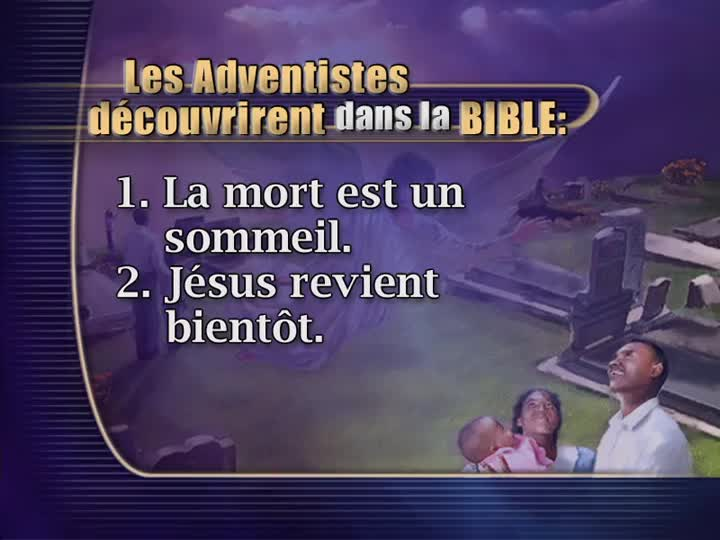 Les Adventistes
découvrirent dans la BIBLE:
1. La mort est un
sommeil.
2. Jésus revient
bientôt.